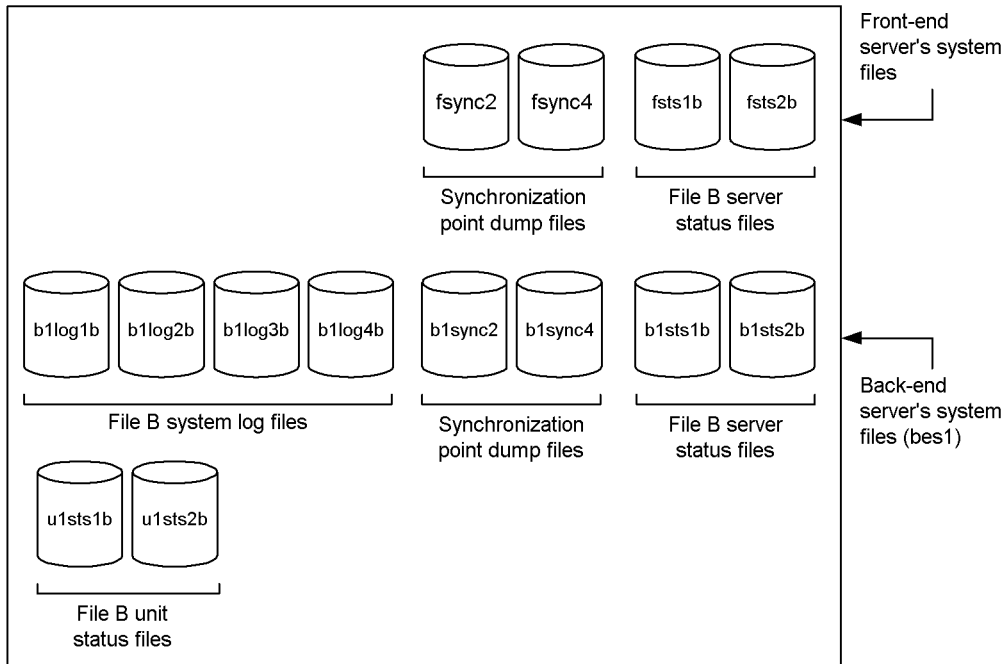 Front-end
server's system
files
fsync2
fsync4
fsts1b
fsts2b
Synchronization
point dump files
File B server
status files
b1log1b
b1log2b
b1log3b
b1log4b
b1sync2
b1sync4
b1sts1b
b1sts2b
File B system log files
Synchronization
point dump files
File B server
status files
Back-end
server's system
files (bes1)
u1sts1b
u1sts2b
File B unit
status files